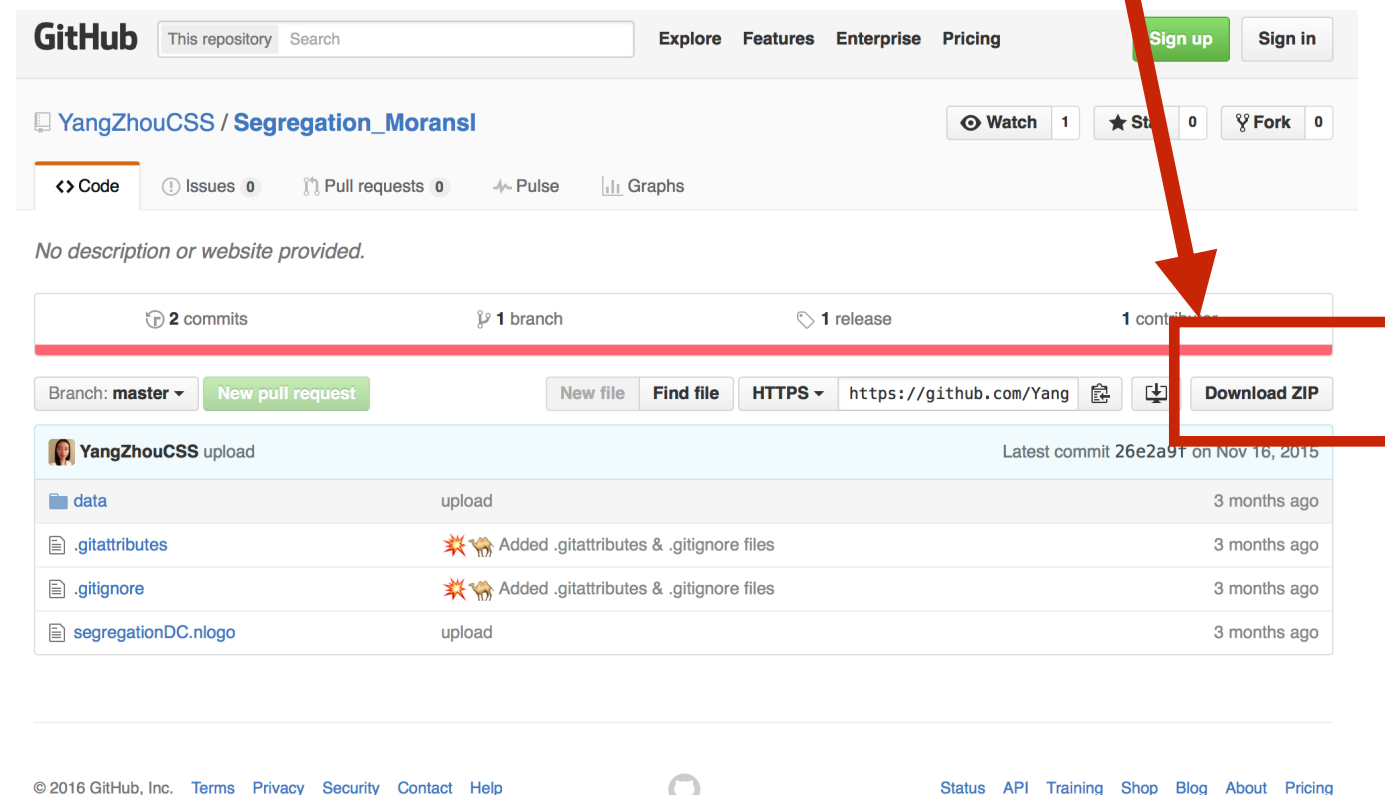 GitHub This repository Search Explore Features Enterprise Pricing Sign up Sign in
YangZhouCSS / Segregation_MoransI Watch 1 0 Fork 0
Code Issues 0 Pull requests 0 Pulse Graphs
No description or website provided.
2 commits 1 branch 1 release 1 contributor
Branch: master New pull request New file Find file HTTPS https://github.com/Yang Download ZIP
YangZhouCSS upload Latest commit 26e2a9f on Nov 16, 2015
data upload 3 months ago
.gitattributes Added .gitattributes & .gitignore files 3 months ago
.gitignore Added .gitattributes & .gitignore files 3 months ago
segregationDC.nlogo upload 3 months ago
© 2016 GitHub, Inc. Terms Privacy Security Contact Help Status API Training Shop Blog About Pricing